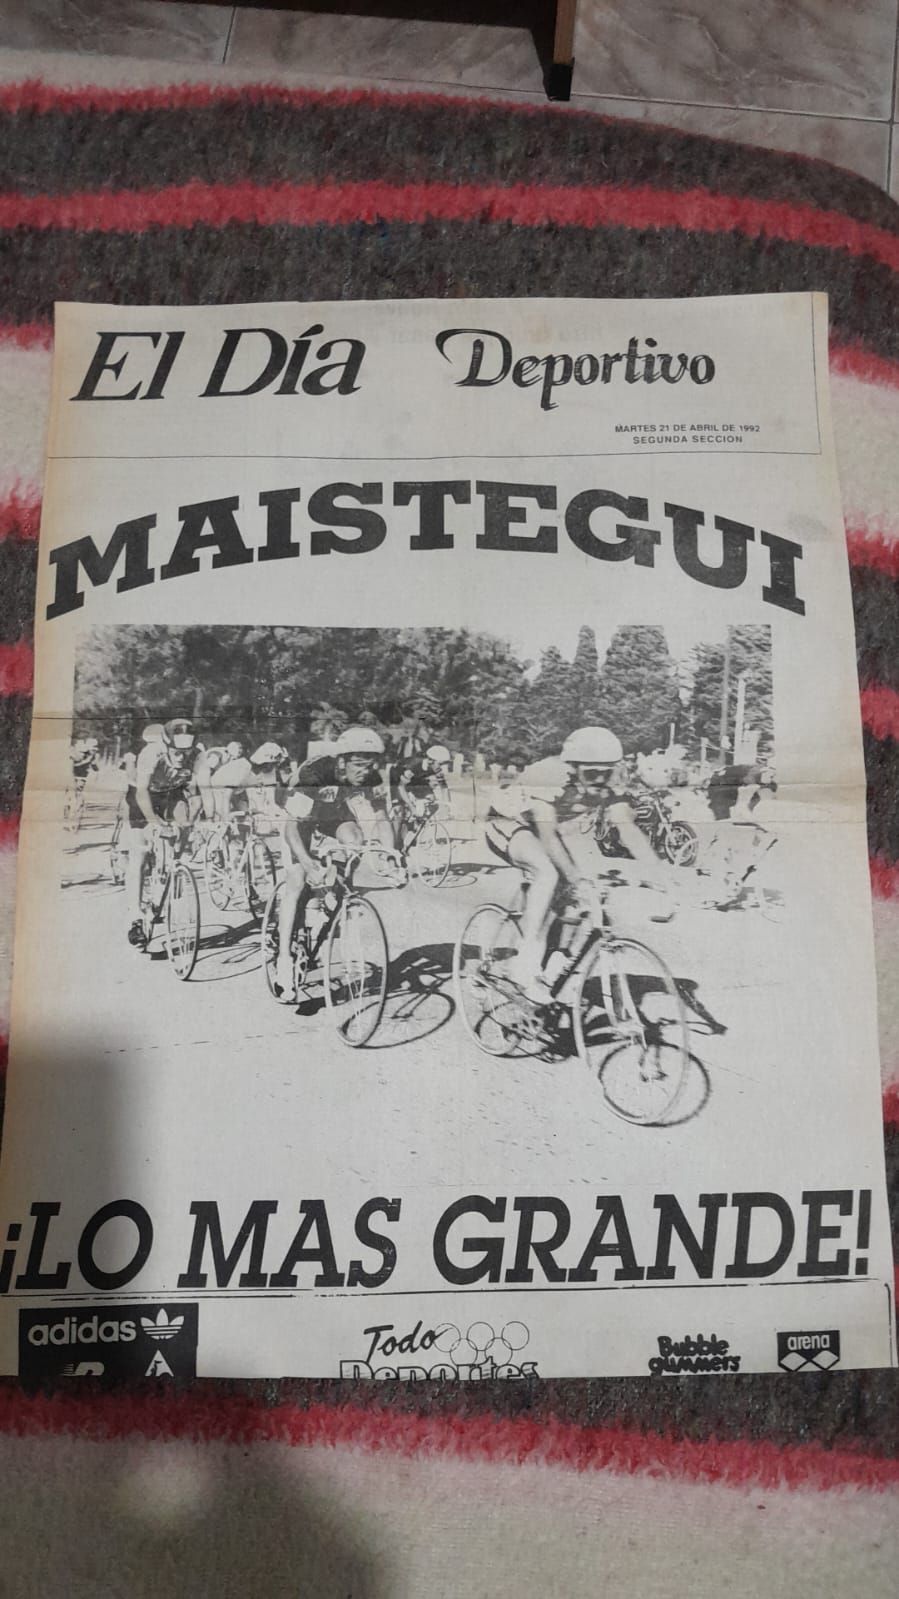 El Día Deportivo
MARTES 21 DE ABRIL DE 1992
SEGUNDA SECCION
MAISTEGUI
¡LO MAS GRANDE!
adidas
Todo
Deportes
Bubble
gummers
arena